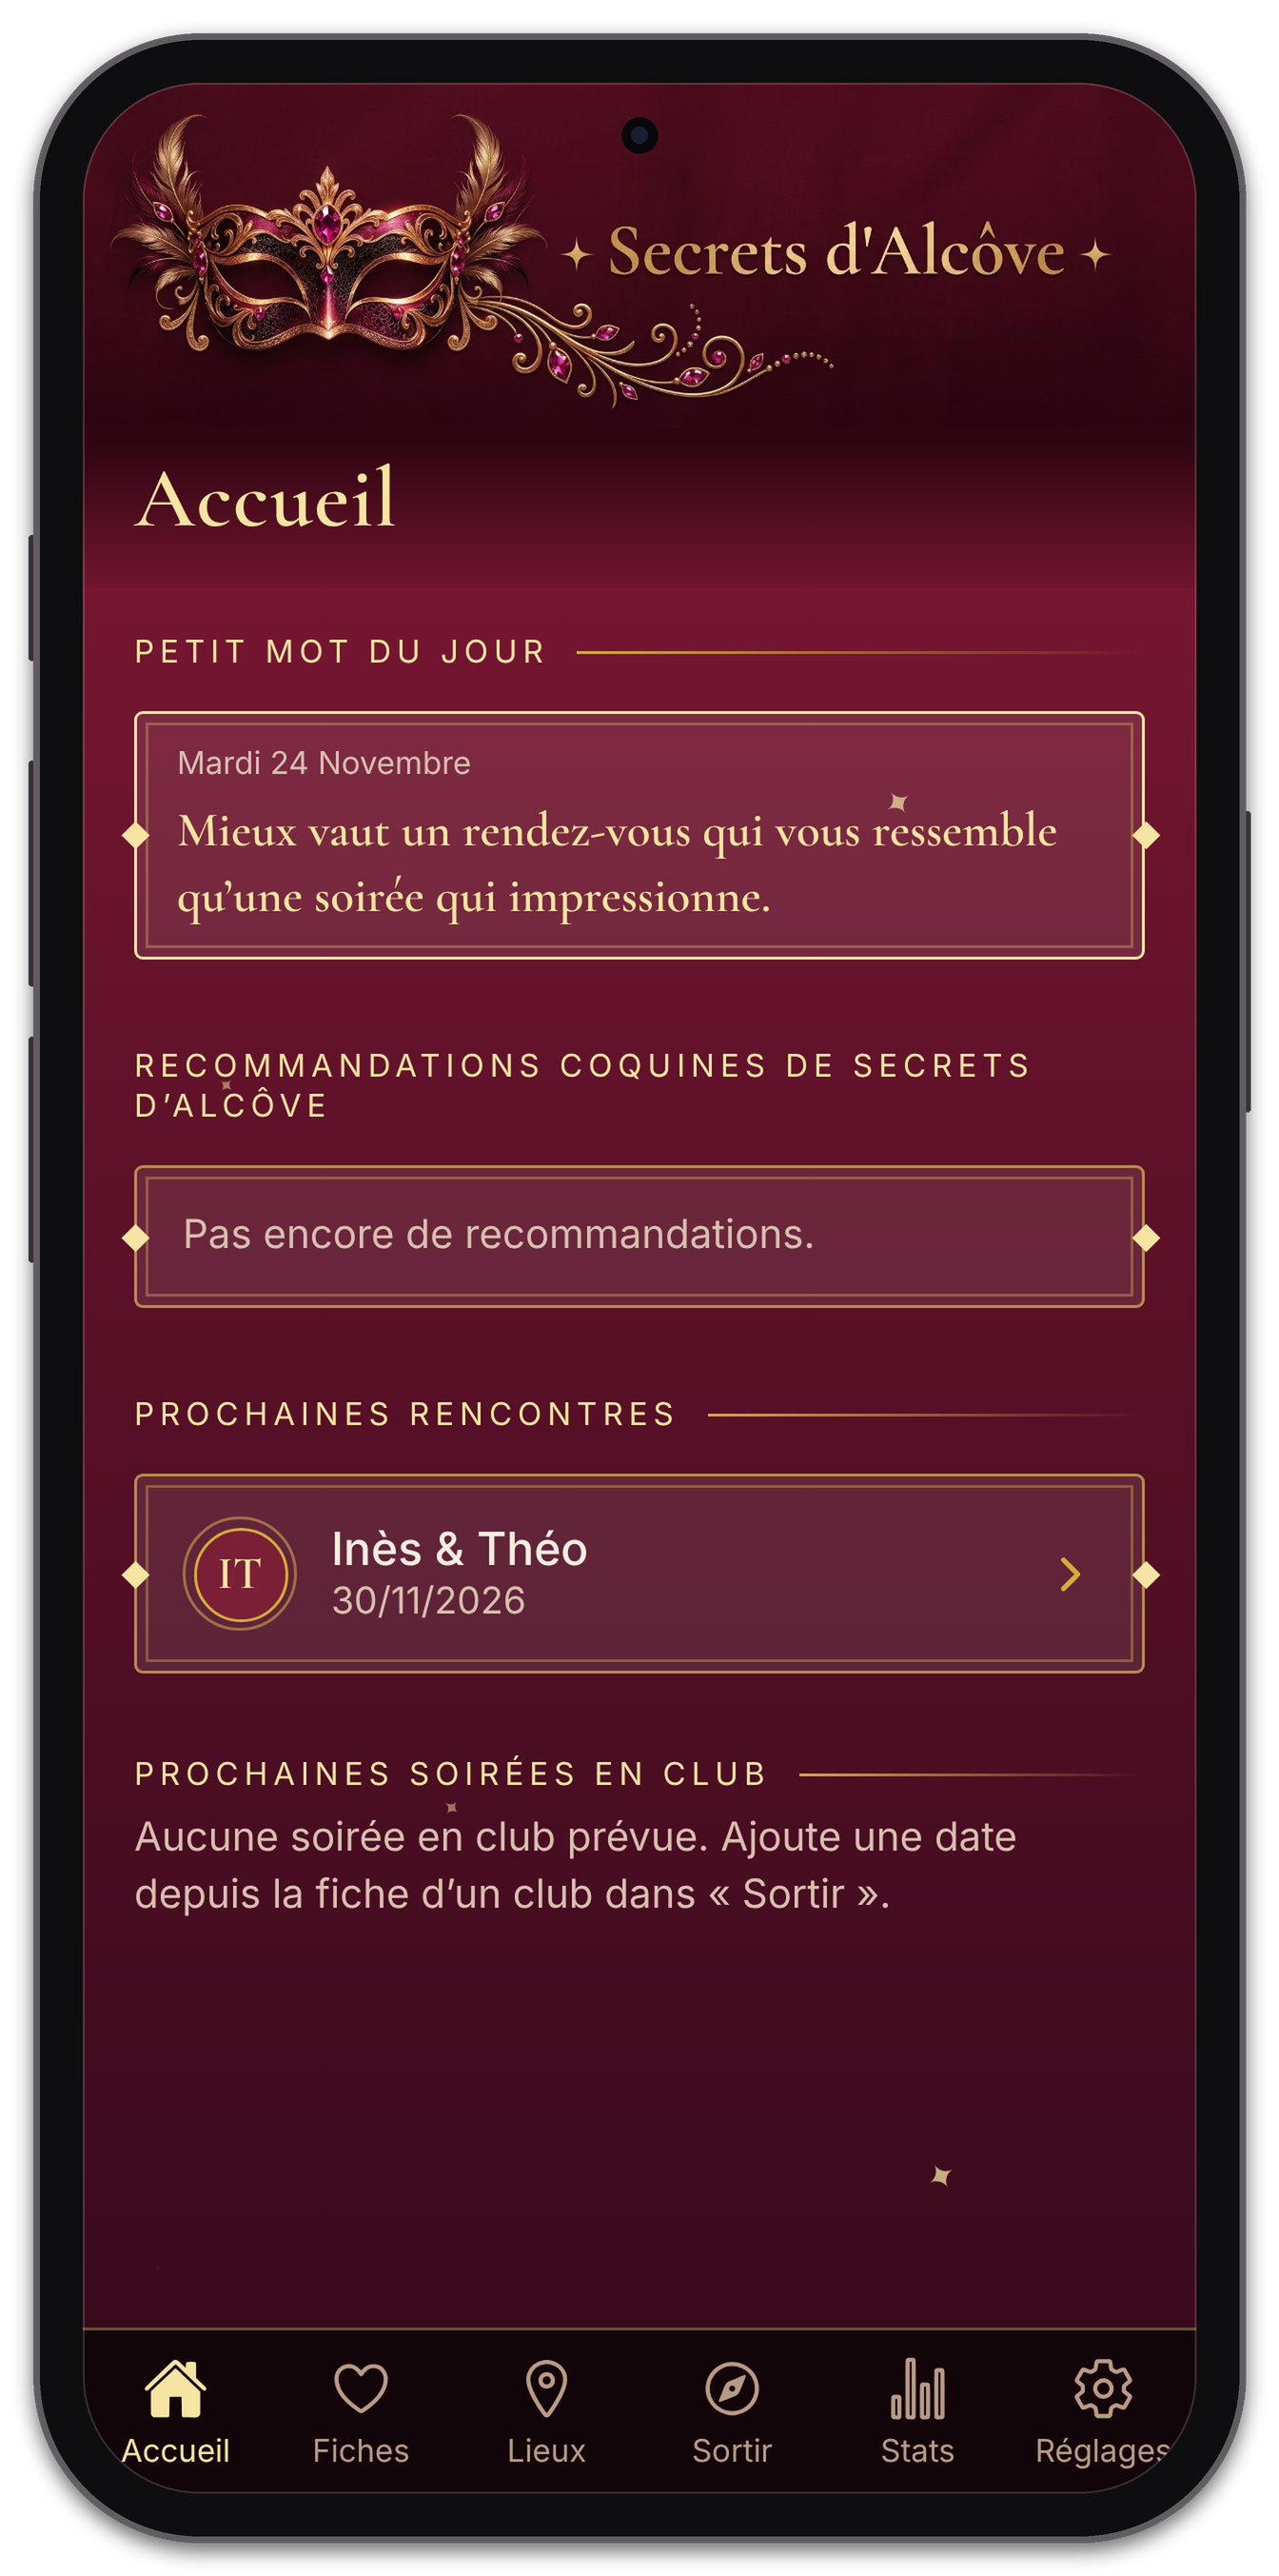 Secrets d'Alcôve
Accueil
PETIT MOT DU JOUR
Mardi 24 Novembre
Mieux vaut un rendez-vous qui vous ressemble
qu’une soirée qui impressionne.
RECOMMANDATIONS COQUINES DE SECRETS
D’ALCÔVE
Pas encore de recommandations.
PROCHAINES RENCONTRES
IT
Inès & Théo
30/11/2026
PROCHAINES SOIRÉES EN CLUB
Aucune soirée en club prévue. Ajoute une date
depuis la fiche d’un club dans « Sortir ».
Accueil Fiches Lieux Sortir Stats Réglages